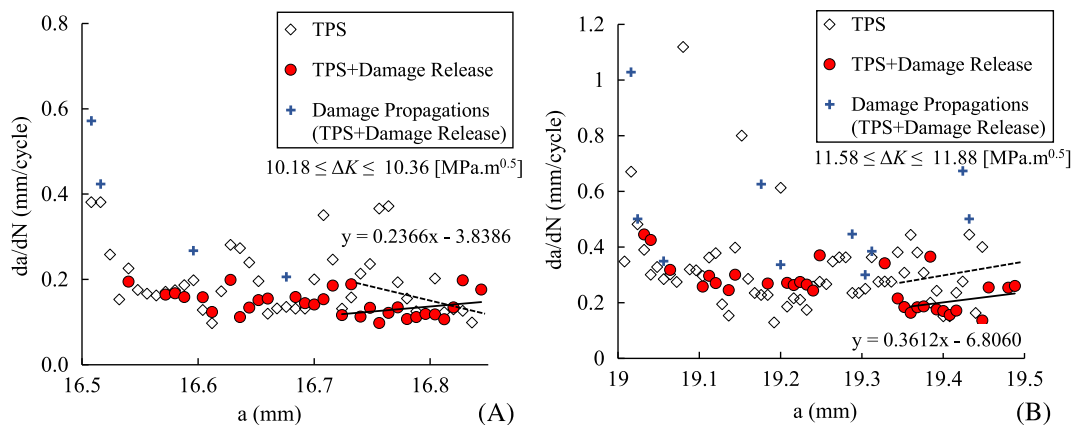 0.8
0.6
0.4
0.2
0.0
da/dN (mm/cycle)
TPS
TPS+Damage Release
Damage Propagations
(TPS+Damage Release)
10.18 ≤ ΔK ≤ 10.36 [MPa.m^0.5]
y = 0.2366x - 3.8386
16.5 16.6 16.7 16.8
a (mm)
(A)
1.2
1
0.8
0.6
0.4
0.2
0
da/dN (mm/cycle)
TPS
TPS+Damage Release
Damage Propagations
(TPS+Damage Release)
11.58 ≤ ΔK ≤ 11.88 [MPa.m^0.5]
y = 0.3612x - 6.8060
19 19.1 19.2 19.3 19.4 19.5
a (mm)
(B)